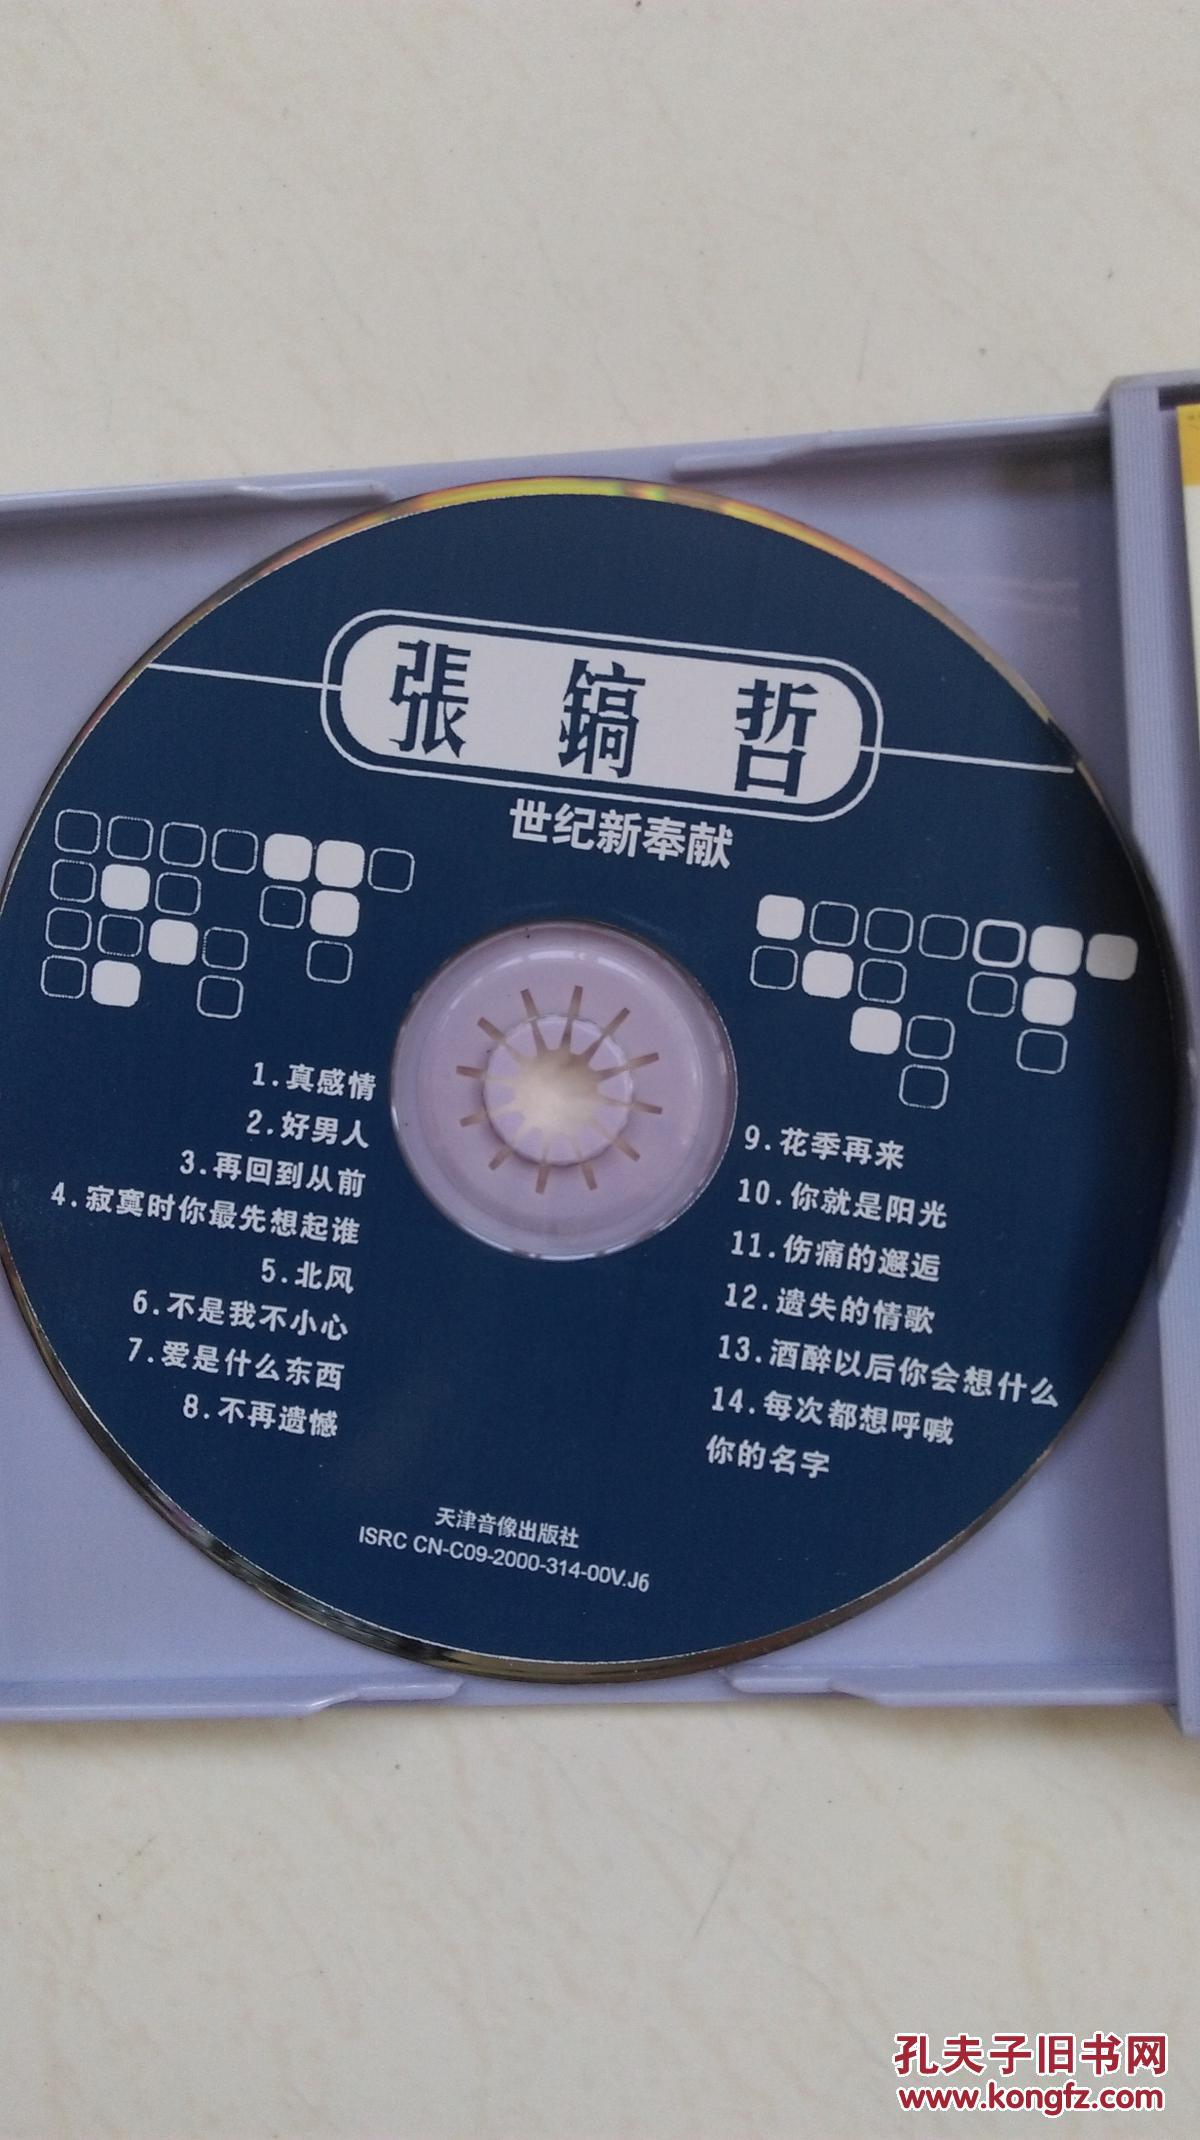 張鎬哲
世纪新奉献
1.真感情
2.好男人
3.再回到从前
4.寂寞时你最先想起谁
5.北风
6.不是我不小心
7.爱是什么东西
8.不再遗憾
9.花季再来
10.你就是阳光
11.伤痛的邂逅
12.遗失的情歌
13.酒醉以后你会想什么
14.每次都想呼喊
你的名字
天津音像出版社
ISRC CN-C09-2000-314-00V.J6
孔夫子旧书网
www.kongfz.com